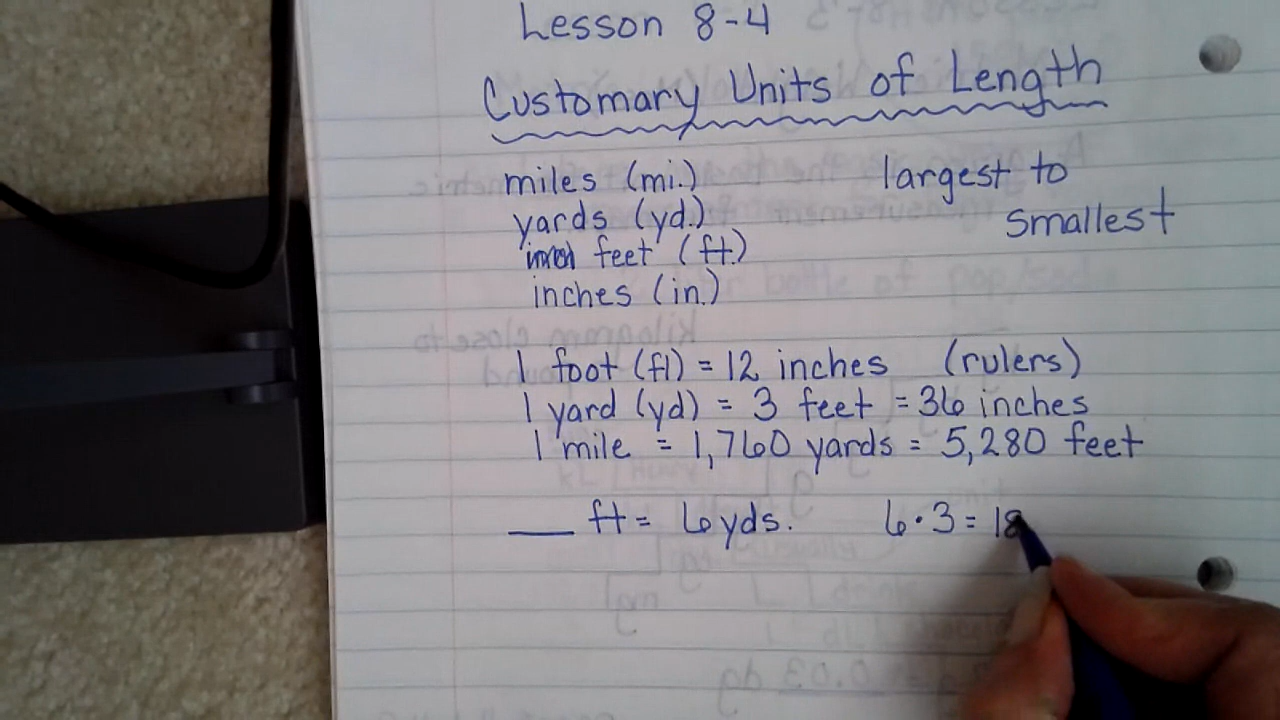 Lesson 8-4
Customary Units of Length
miles (mi.) largest to
yards (yd.) smallest
feet (ft.)
inches (in.)
1 foot (ft) = 12 inches (rulers)
1 yard (yd) = 3 feet = 36 inches
1 mile = 1,760 yards = 5,280 feet
___ ft = 6 yds. 6 · 3 = 18